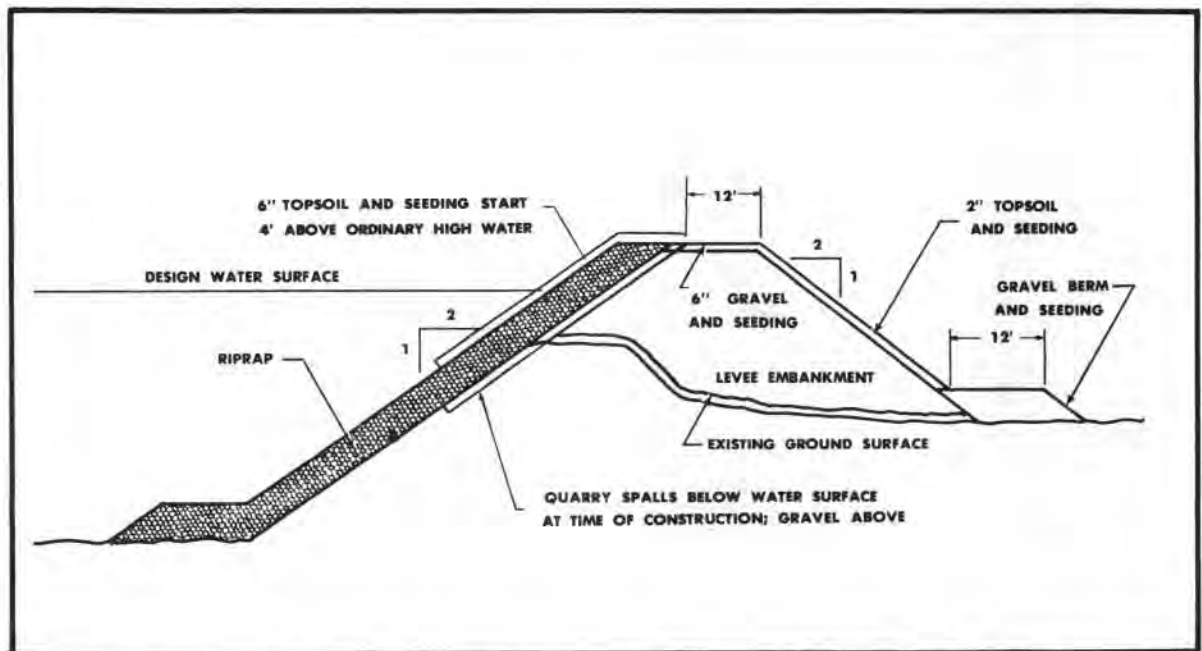 12'
6" TOPSOIL AND SEEDING START
4' ABOVE ORDINARY HIGH WATER
2" TOPSOIL
AND SEEDING
DESIGN WATER SURFACE
2
1
6" GRAVEL
AND SEEDING
GRAVEL BERM
AND SEEDING
2
1
RIPRAP
12'
LEVEE EMBANKMENT
EXISTING GROUND SURFACE
QUARRY SPALLS BELOW WATER SURFACE
AT TIME OF CONSTRUCTION; GRAVEL ABOVE